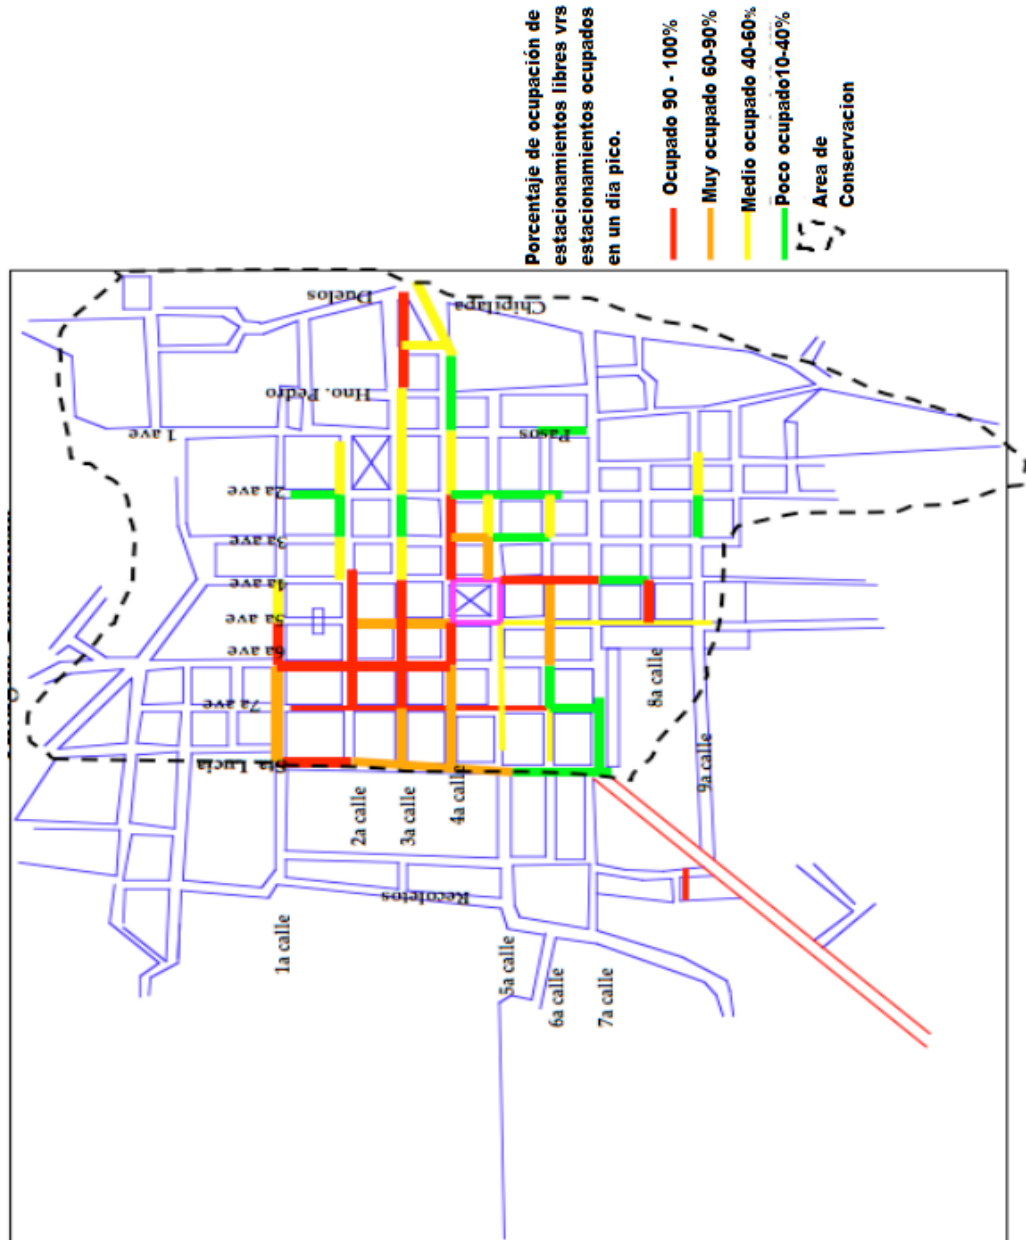 Porcentaje de ocupación de
estacionamientos libres vrs
estacionamientos ocupados
en un dia pico.
Ocupado 90 - 100%
Muy ocupado 60-90%
Medio ocupado 40-60%
Poco ocupado10-40%
Area de
Conservacion
Duelos
Chipilapa
Hno. Pedro
1 ave
Pasos
2a ave
3a ave
4a ave
5a ave
6a ave
7a ave
Sta. Lucia
Recoletos
1a calle
2a calle
3a calle
4a calle
5a calle
6a calle
7a calle
8a calle
9a calle